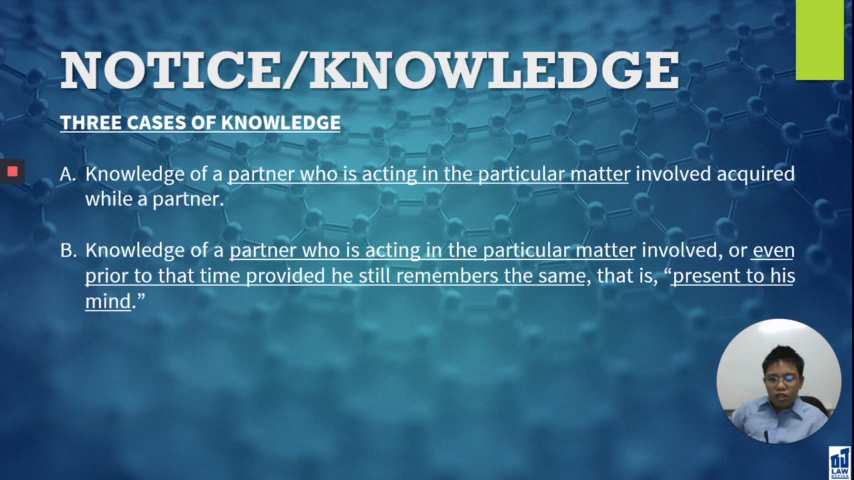 NOTICE/KNOWLEDGE
THREE CASES OF KNOWLEDGE
A. Knowledge of a partner who is acting in the particular matter involved acquired
while a partner.
B. Knowledge of a partner who is acting in the particular matter involved, or even
prior to that time provided he still remembers the same, that is, “present to his
mind.”
LAW